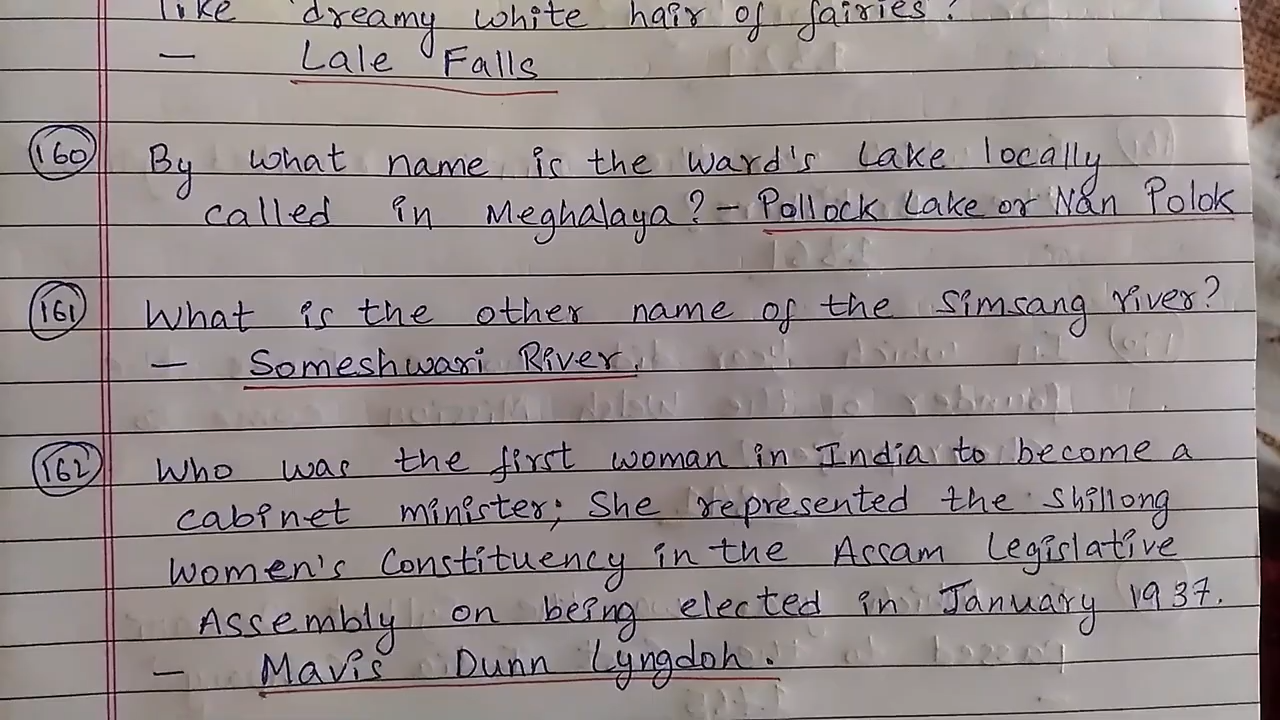 like dreamy white hair of fairies?
— Lale Falls
160 By what name is the Ward's Lake locally
called in Meghalaya? - Pollock Lake or Nan Polok
161 What is the other name of the Simsang river?
— Someshwari River.
162 Who was the first woman in India to become a
cabinet minister; She represented the Shillong
Women's Constituency in the Assam Legislative
Assembly on being elected in January 1937.
— Mavis Dunn Lyngdoh.